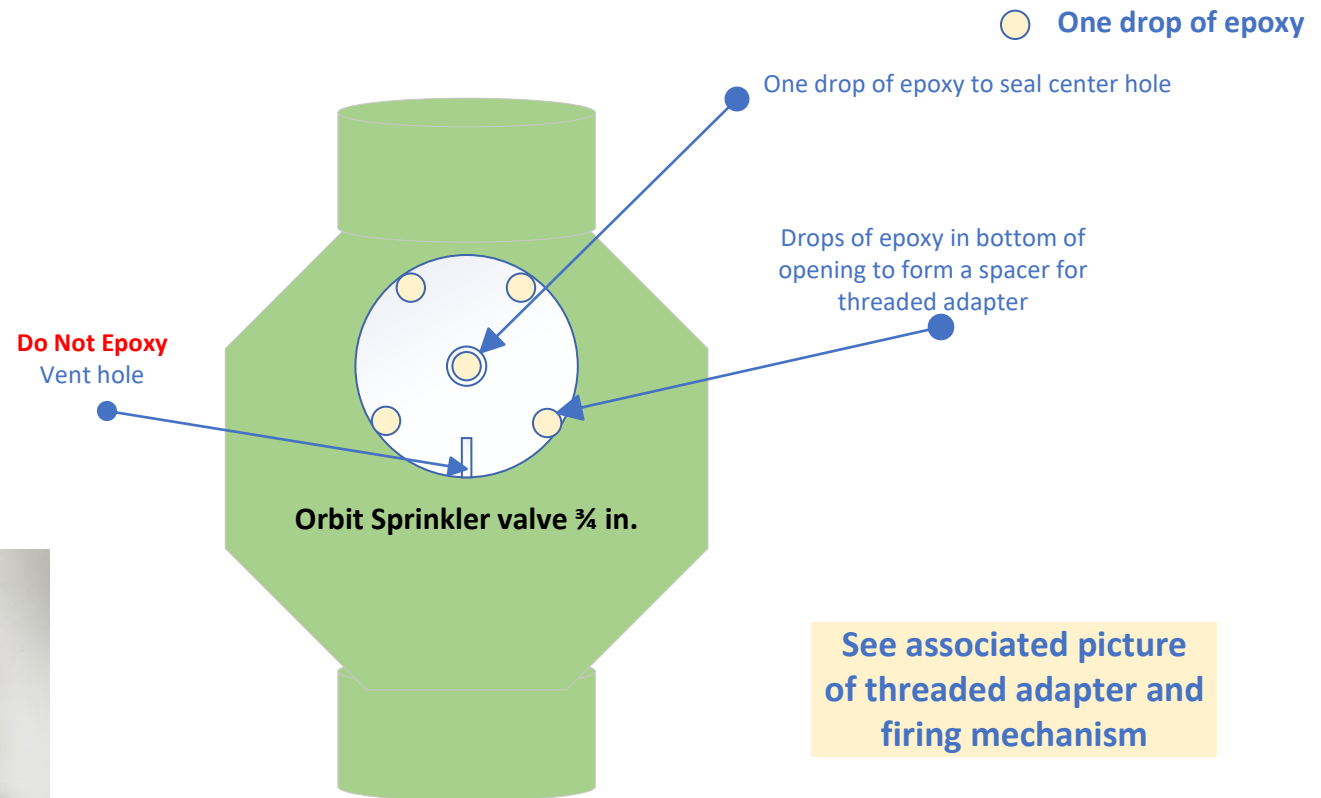 One drop of epoxy
One drop of epoxy to seal center hole
Drops of epoxy in bottom of
opening to form a spacer for
threaded adapter
Do Not Epoxy
Vent hole
Orbit Sprinkler valve ¾ in.
See associated picture
of threaded adapter and
firing mechanism